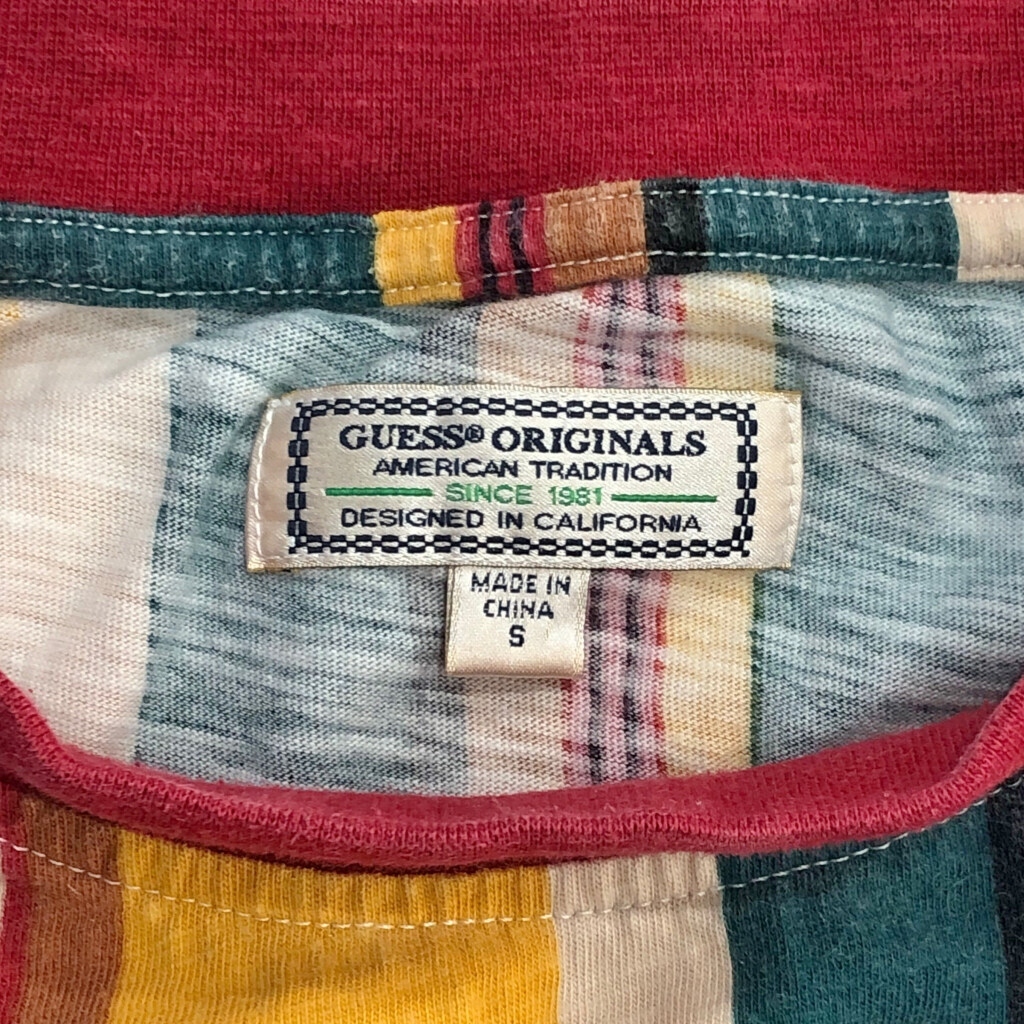 GUESS® ORIGINALS
AMERICAN TRADITION
SINCE 1981
DESIGNED IN CALIFORNIA
MADE IN
CHINA
S